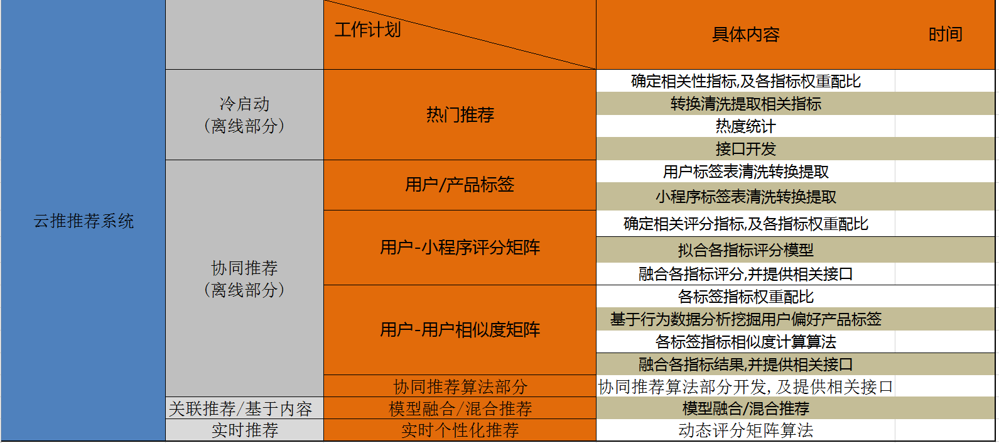 工作计划
具体内容
时间
云推推荐系统
冷启动
(离线部分)
热门推荐
确定相关性指标,及各指标权重配比
转换清洗提取相关指标
热度统计
接口开发
协同推荐
(离线部分)
用户/产品标签
用户标签表清洗转换提取
小程序标签表清洗转换提取
用户-小程序评分矩阵
确定相关评分指标,及各指标权重配比
拟合各指标评分模型
融合各指标评分,并提供相关接口
用户-用户相似度矩阵
各标签指标权重配比
基于行为数据分析挖掘用户偏好产品标签
各标签指标相似度计算算法
融合各指标结果,并提供相关接口
协同推荐算法部分
协同推荐算法部分开发,及提供相关接口
关联推荐/基于内容
模型融合/混合推荐
模型融合/混合推荐
实时推荐
实时个性化推荐
动态评分矩阵算法